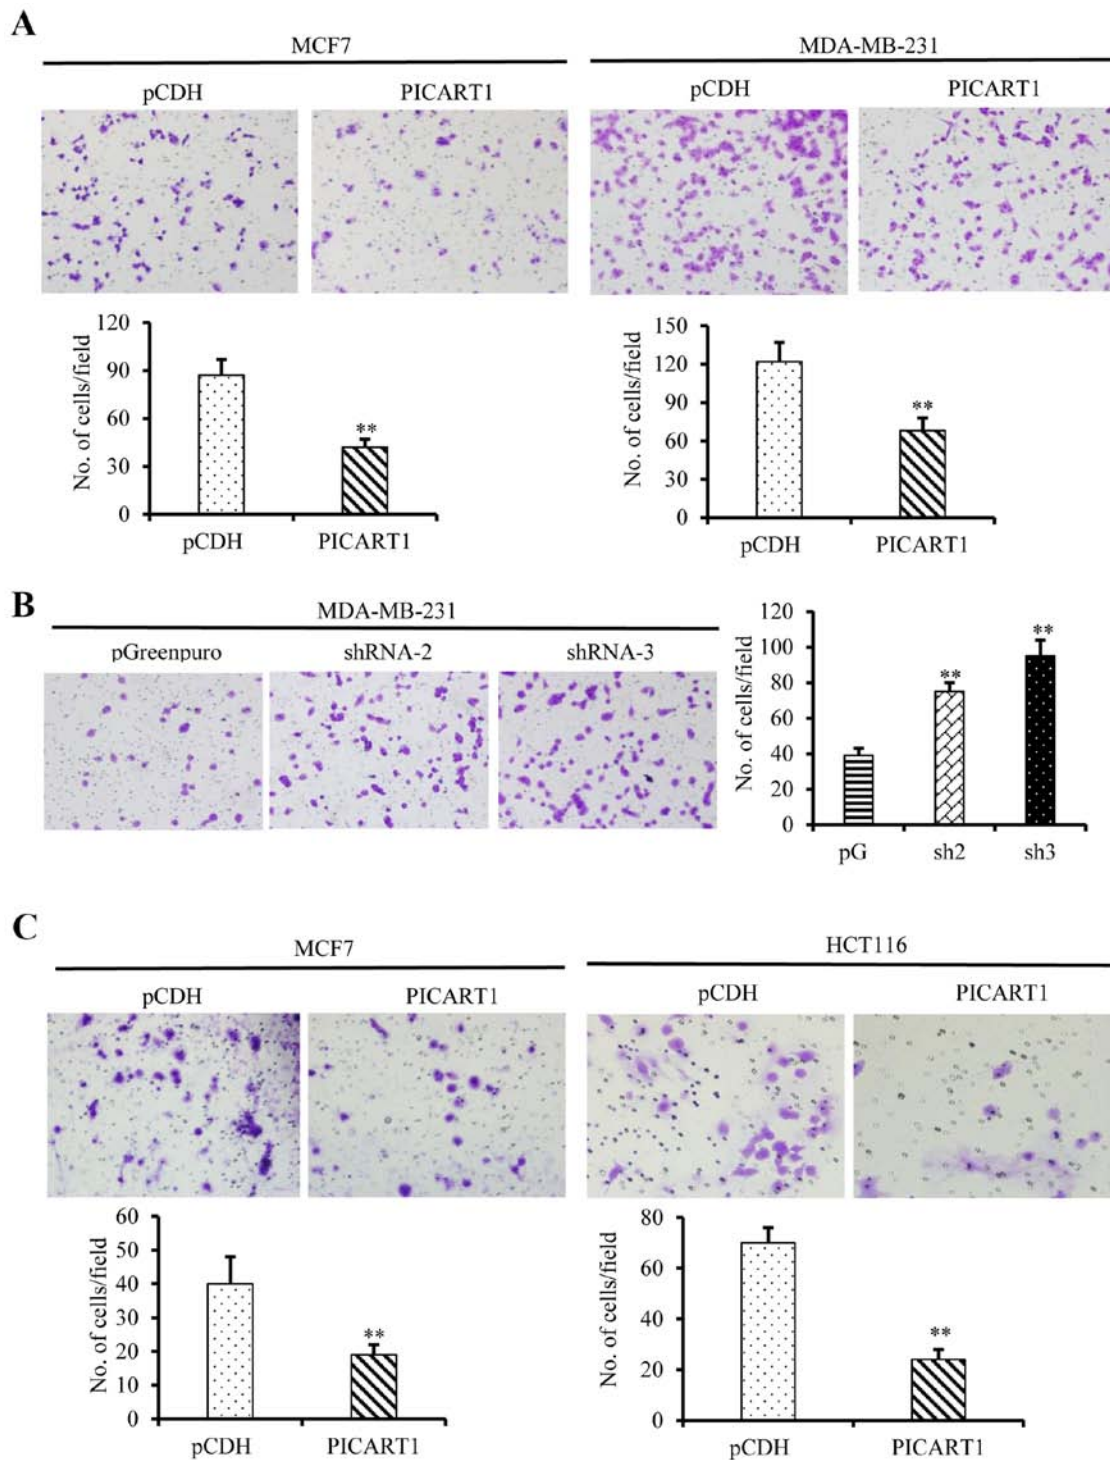 A
MCF7
MDA-MB-231
pCDH
PICART1
pCDH
PICART1
No. of cells/field
120
90
60
30
0
**
pCDH
PICART1
No. of cells/field
150
120
90
60
30
0
**
pCDH
PICART1
B
MDA-MB-231
pGreenpuro
shRNA-2
shRNA-3
No. of cells/field
120
100
80
60
40
20
0
**
**
pG
sh2
sh3
C
MCF7
HCT116
pCDH
PICART1
pCDH
PICART1
No. of cells/field
60
50
40
30
20
10
0
**
pCDH
PICART1
No. of cells/field
80
60
40
20
0
**
pCDH
PICART1